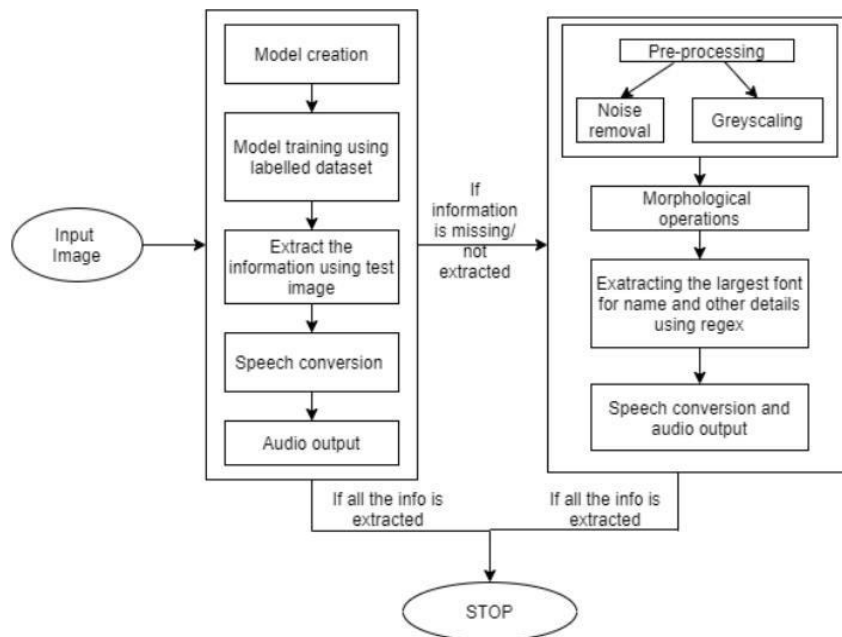 Input
Image
Model creation
Model training using
labelled dataset
Extract the
information using test
image
Speech conversion
Audio output
If
information
is missing/
not
extracted
Pre-processing
Noise
removal
Greyscaling
Morphological
operations
Exatracting the largest font
for name and other details
using regex
Speech conversion and
audio output
If all the info is
extracted
If all the info is
extracted
STOP